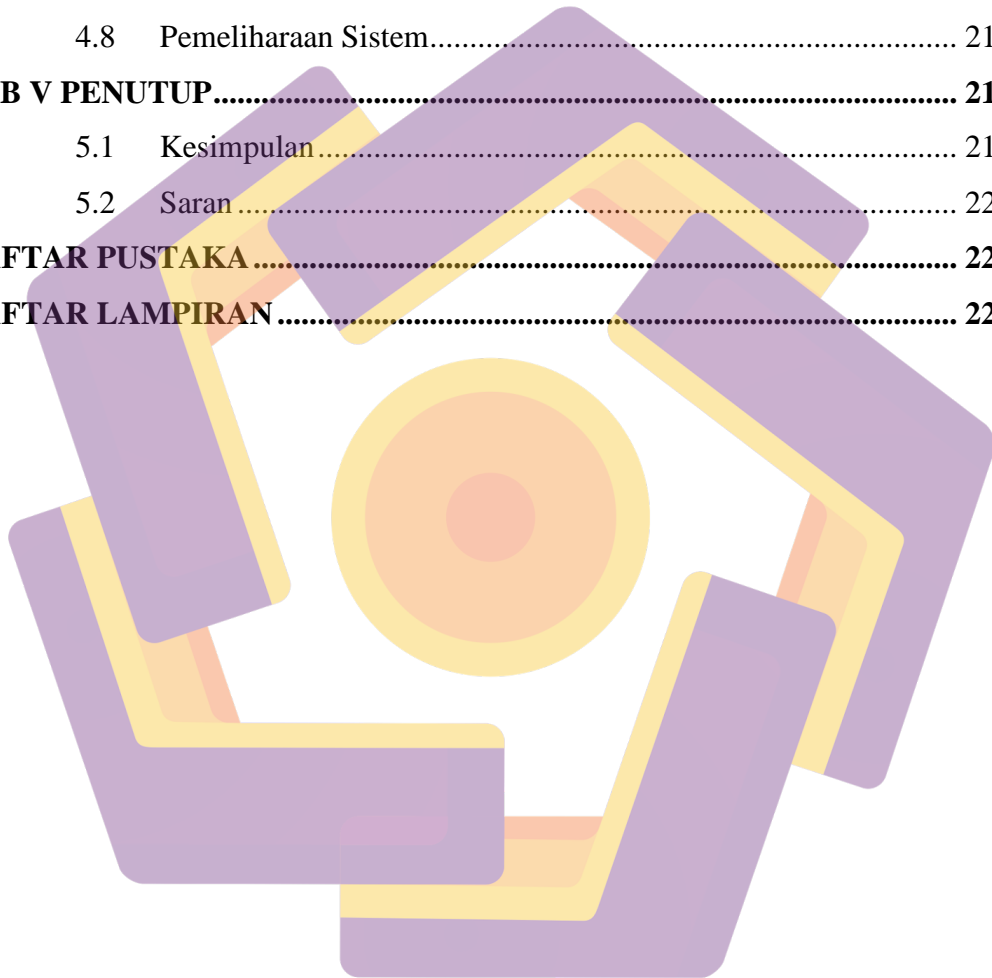 4.8 Pemeliharaan Sistem.................................................................................. 21
B V PENUTUP.................................................................................................. 21
5.1 Kesimpulan.................................................................................................. 21
5.2 Saran............................................................................................................ 22
FTAR PUSTAKA.............................................................................................. 22
FTAR LAMPIRAN........................................................................................... 22